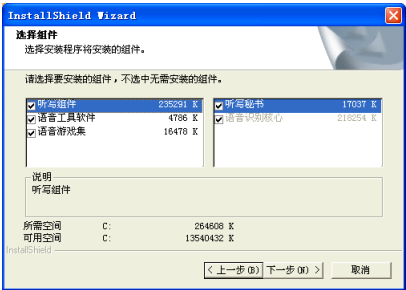 InstallShield Wizard
选择组件
选择安装程序将安装的组件。
请选择要安装的组件，不选中无需安装的组件。
听写组件 235291 K
语音工具软件 4786 K
语音游戏集 16478 K
听写秘书 17037 K
语音识别核心 218254 K
说明
听写组件
所需空间 C: 264608 K
可用空间 C: 13540432 K
InstallShield
< 上一步(B) 下一步(N) > 取消